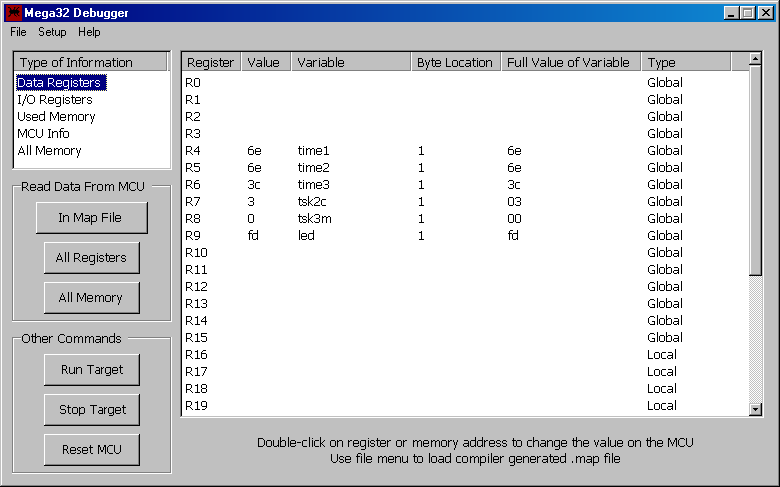 Mega32 Debugger
File Setup Help
Type of Information
Data Registers
I/O Registers
Used Memory
MCU Info
All Memory
Read Data From MCU
In Map File
All Registers
All Memory
Other Commands
Run Target
Stop Target
Reset MCU
Register Value Variable Byte Location Full Value of Variable Type
R0 Global
R1 Global
R2 Global
R3 Global
R4 6e time1 1 6e Global
R5 6e time2 1 6e Global
R6 3c time3 1 3c Global
R7 3 tsk2c 1 03 Global
R8 0 tsk3m 1 00 Global
R9 fd led 1 fd Global
R10 Global
R11 Global
R12 Global
R13 Global
R14 Global
R15 Global
R16 Local
R17 Local
R18 Local
R19 Local
Double-click on register or memory address to change the value on the MCU
Use file menu to load compiler generated .map file